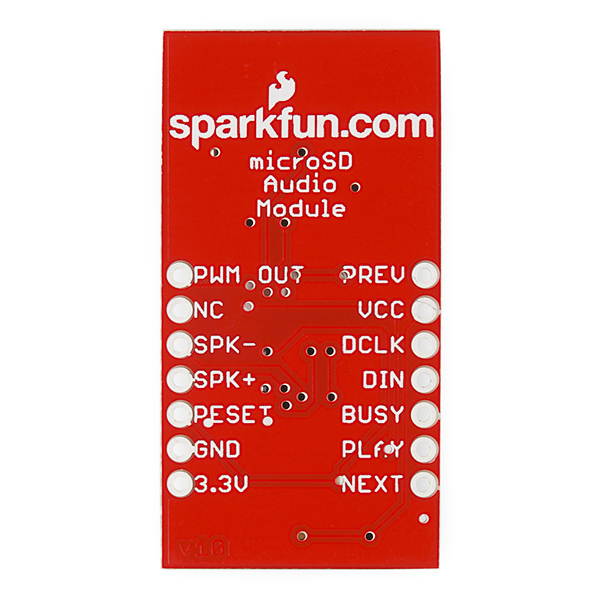 sparkfun.com
microSD
Audio
Module
PWM OUT PREV
NC VCC
SPK- DCLK
SPK+ DIN
RESET BUSY
GND PLAY
3.3V NEXT
v10